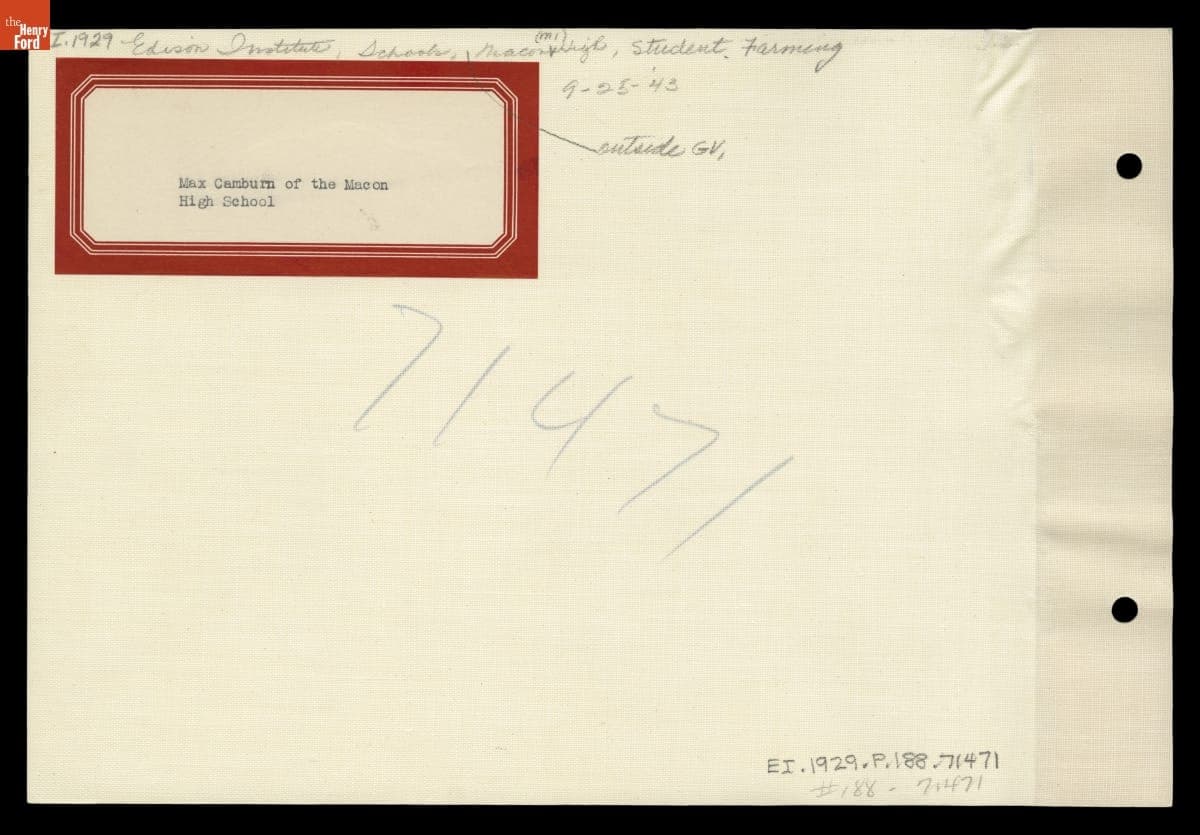 the
Henry
Ford
I.1929 Edison Institute, Schools, Macon (MI) High, Student Farming
9-25-43
outside GV,
Max Camburn of the Macon
High School
71471
EI.1929.P.188.71471
#188 - 71471